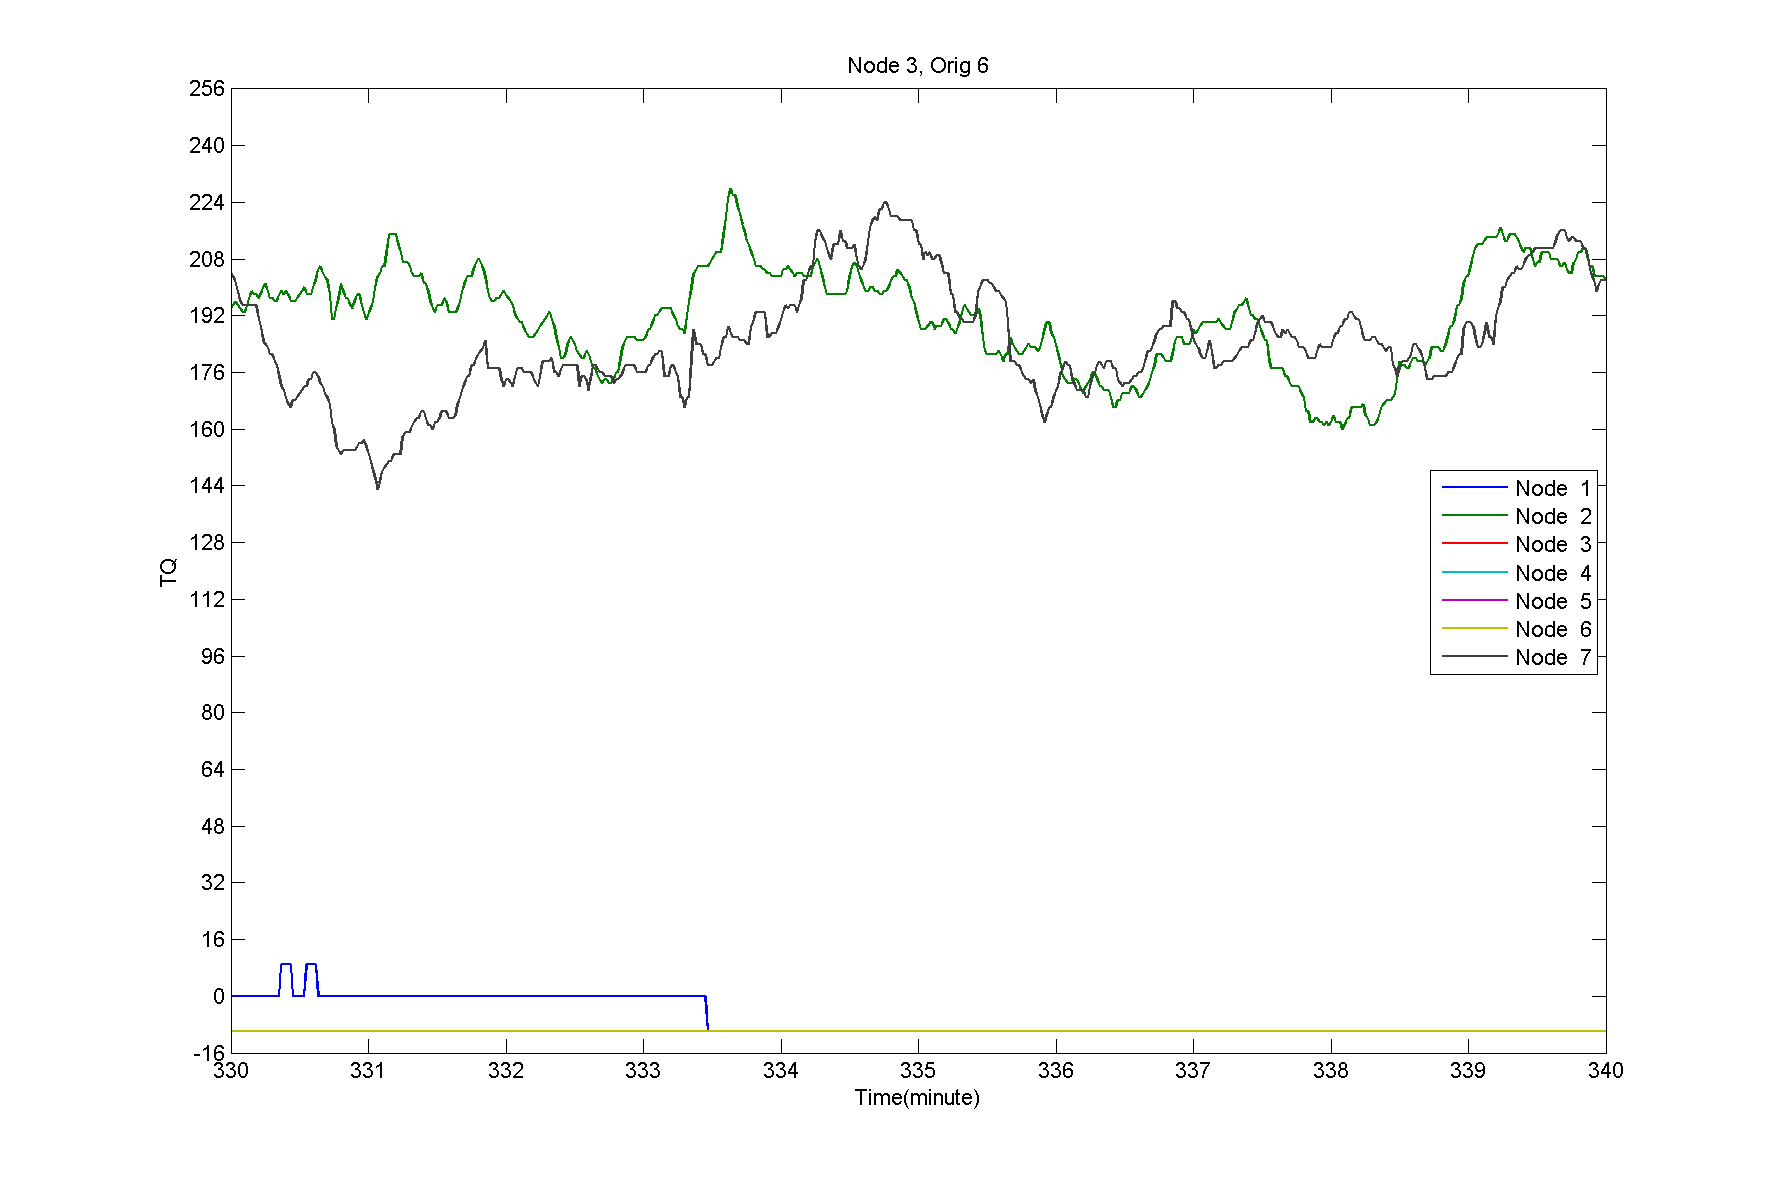 Node 3, Orig 6
256
240
224
208
192
176
160
144
128
112
96
80
64
48
32
16
0
-16
TQ
Node 1
Node 2
Node 3
Node 4
Node 5
Node 6
Node 7
330 331 332 333 334 335 336 337 338 339 340
Time(minute)